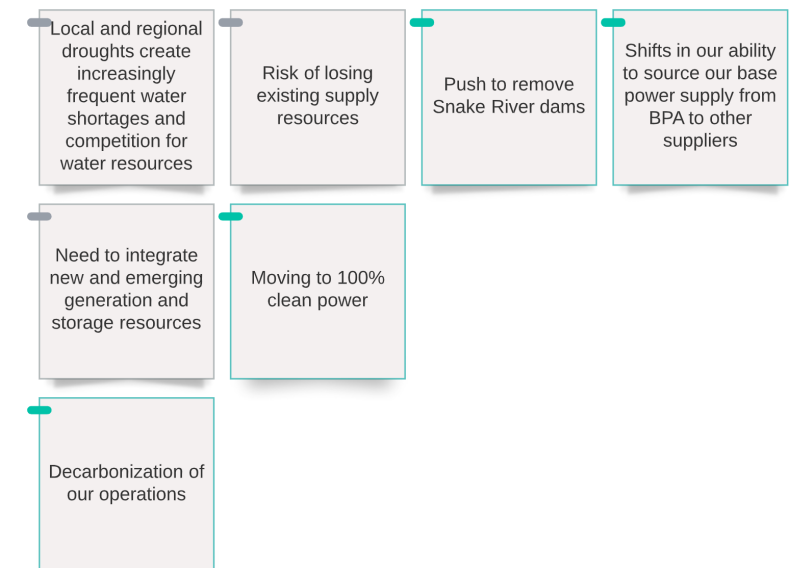 Local and regional
droughts create
increasingly
frequent water
shortages and
competition for
water resources
Risk of losing
existing supply
resources
Push to remove
Snake River dams
Shifts in our ability
to source our base
power supply from
BPA to other
suppliers
Need to integrate
new and emerging
generation and
storage resources
Moving to 100%
clean power
Decarbonization of
our operations